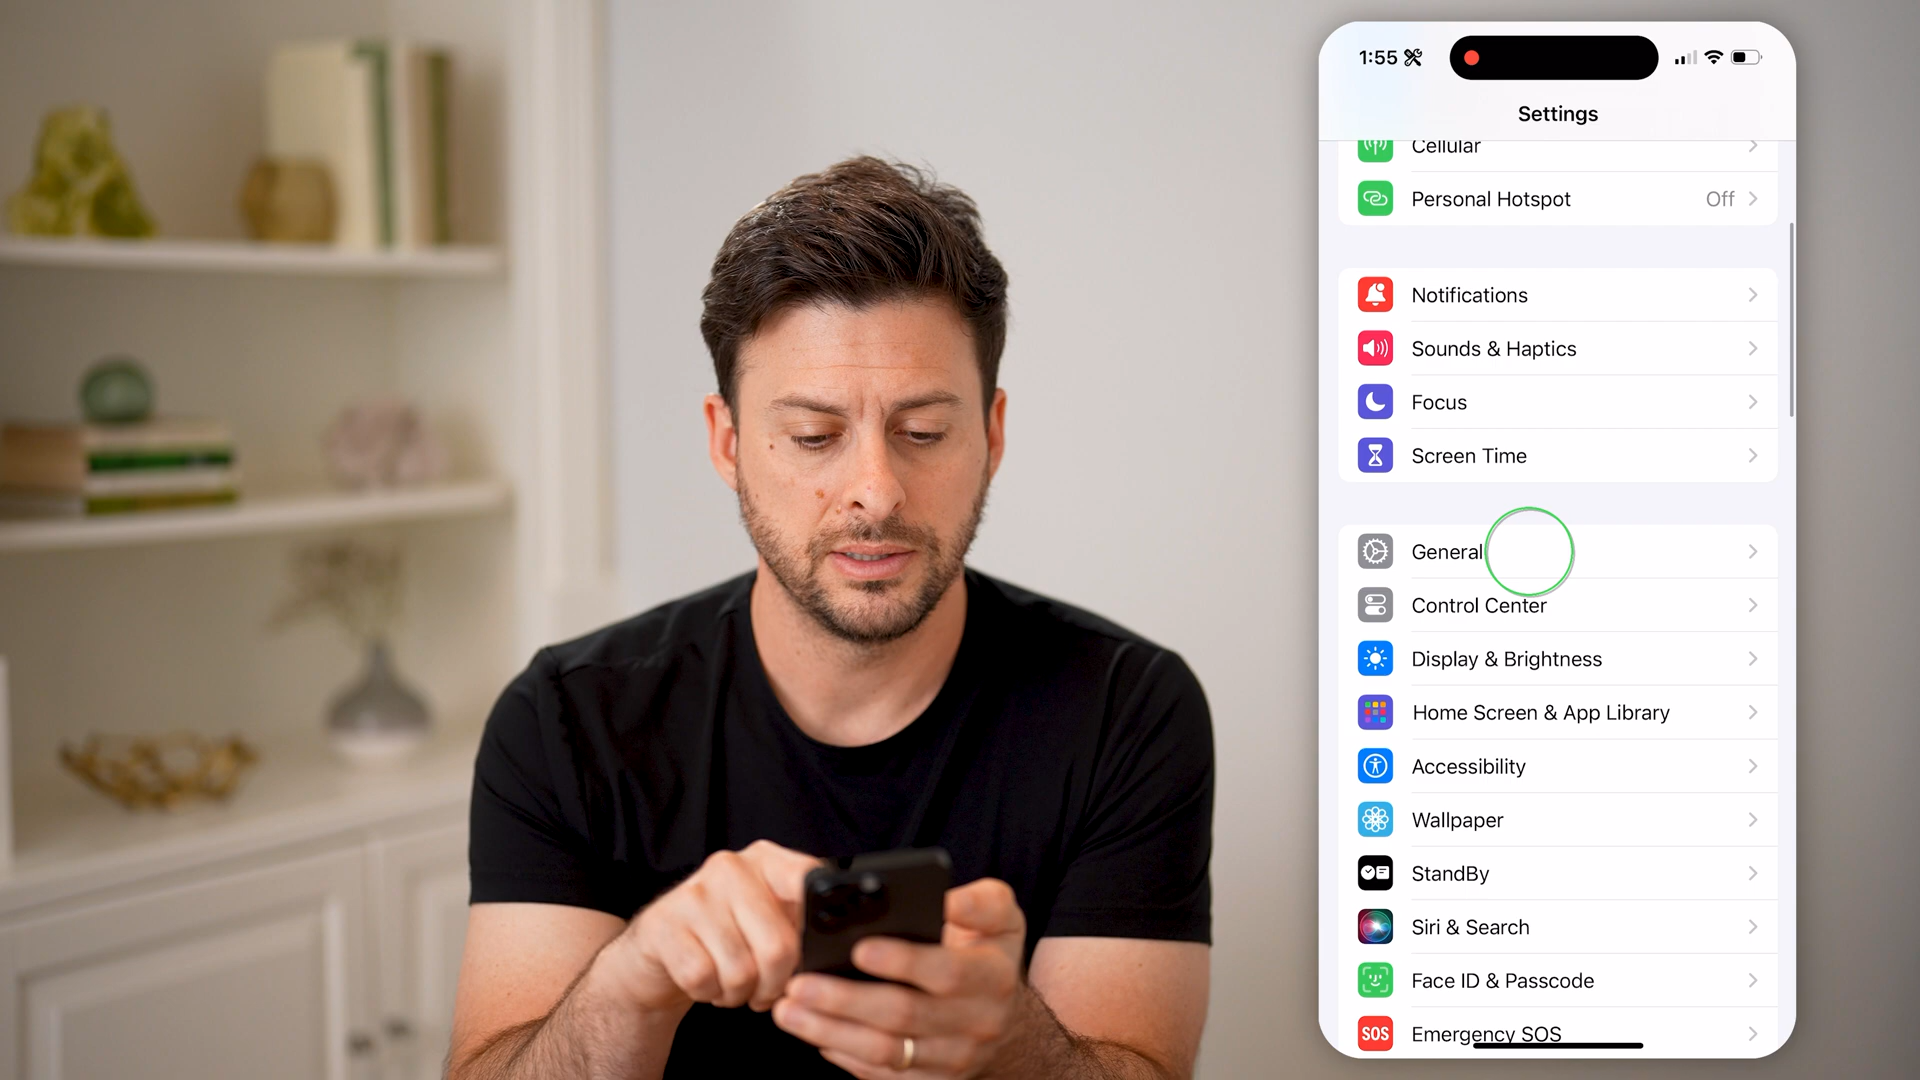 1:55
Settings
Cellular
Personal Hotspot Off
Notifications
Sounds & Haptics
Focus
Screen Time
General
Control Center
Display & Brightness
Home Screen & App Library
Accessibility
Wallpaper
StandBy
Siri & Search
Face ID & Passcode
SOS Emergency SOS